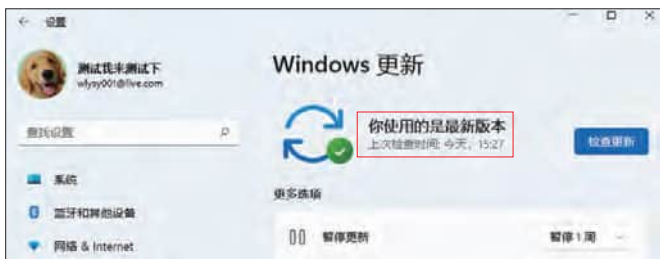 设置
测试我来测试下
wlysy001@live.com
查找设置
系统
蓝牙和其他设备
网络 & Internet
Windows 更新
你使用的是最新版本
上次检查时间: 今天, 15:27
检查更新
更多选项
暂停更新
暂停 1 周